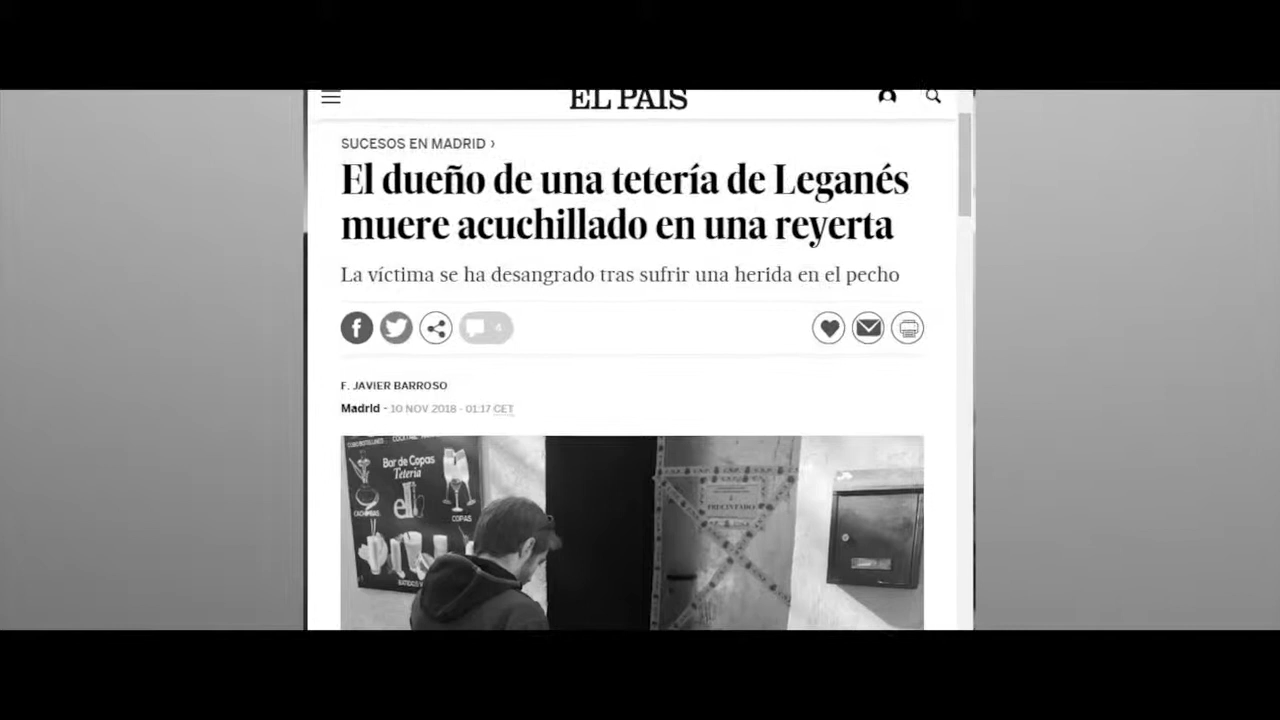 EL PAÍS
SUCESOS EN MADRID ›
El dueño de una tetería de Leganés
muere acuchillado en una reyerta
La víctima se ha desangrado tras sufrir una herida en el pecho
4
F. JAVIER BARROSO
Madrid - 10 NOV 2018 - 01:17 CET
Bar de Copas
Tetería
CACHIMBAS
COPAS
PRECINTADO